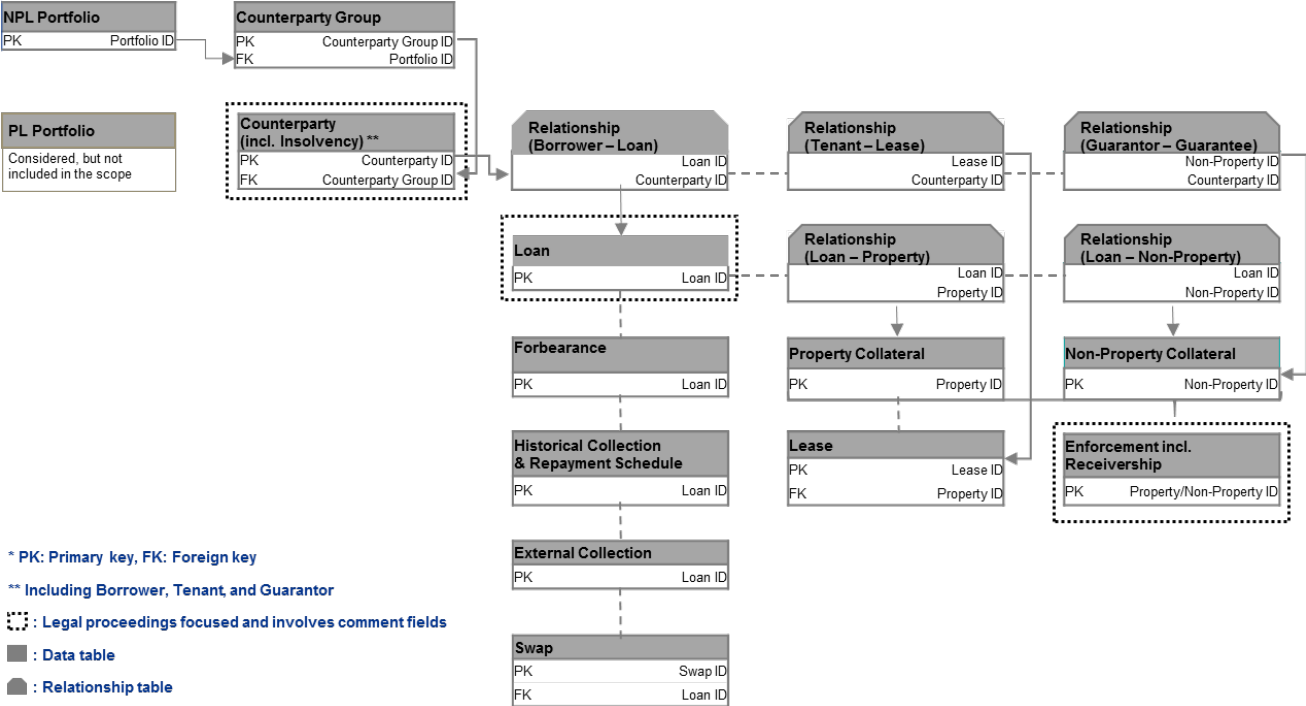 NPL Portfolio
PK Portfolio ID
Counterparty Group
PK Counterparty Group ID
FK Portfolio ID
PL Portfolio
Considered, but not
included in the scope
Counterparty
(incl. Insolvency) **
PK Counterparty ID
FK Counterparty Group ID
Relationship
(Borrower – Loan)
Loan ID
Counterparty ID
Relationship
(Tenant – Lease)
Lease ID
Counterparty ID
Relationship
(Guarantor – Guarantee)
Non-Property ID
Counterparty ID
Loan
PK Loan ID
Relationship
(Loan – Property)
Loan ID
Property ID
Relationship
(Loan – Non-Property)
Loan ID
Non-Property ID
Forbearance
PK Loan ID
Property Collateral
PK Property ID
Non-Property Collateral
PK Non-Property ID
Historical Collection
& Repayment Schedule
PK Loan ID
Lease
PK Lease ID
FK Property ID
Enforcement incl.
Receivership
PK Property/Non-Property ID
External Collection
PK Loan ID
Swap
PK Swap ID
FK Loan ID
* PK: Primary key, FK: Foreign key
** Including Borrower, Tenant, and Guarantor
: Legal proceedings focused and involves comment fields
: Data table
: Relationship table